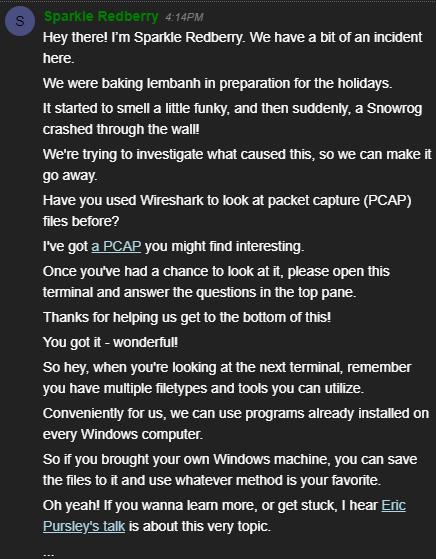 S
Sparkle Redberry 4:14PM
Hey there! I'm Sparkle Redberry. We have a bit of an incident
here.
We were baking lembanh in preparation for the holidays.
It started to smell a little funky, and then suddenly, a Snowrog
crashed through the wall!
We're trying to investigate what caused this, so we can make it
go away.
Have you used Wireshark to look at packet capture (PCAP)
files before?
I've got a PCAP you might find interesting.
Once you've had a chance to look at it, please open this
terminal and answer the questions in the top pane.
Thanks for helping us get to the bottom of this!
You got it - wonderful!
So hey, when you're looking at the next terminal, remember
you have multiple filetypes and tools you can utilize.
Conveniently for us, we can use programs already installed on
every Windows computer.
So if you brought your own Windows machine, you can save
the files to it and use whatever method is your favorite.
Oh yeah! If you wanna learn more, or get stuck, I hear Eric
Pursley's talk is about this very topic.
...